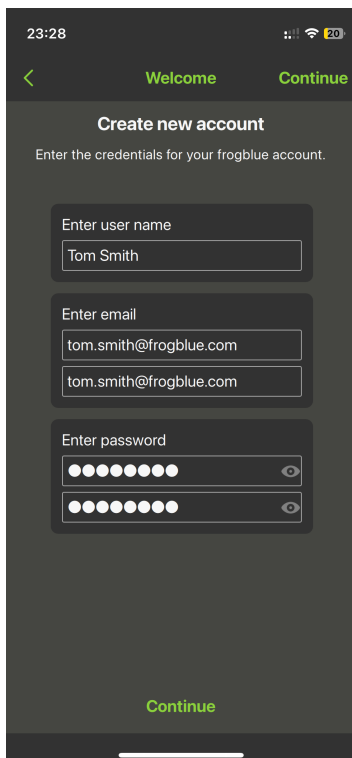 23:28
20
Welcome
Continue
Create new account
Enter the credentials for your frogblue account.
Enter user name
Tom Smith
Enter email
tom.smith@frogblue.com
tom.smith@frogblue.com
Enter password
●●●●●●●●
●●●●●●●●
Continue